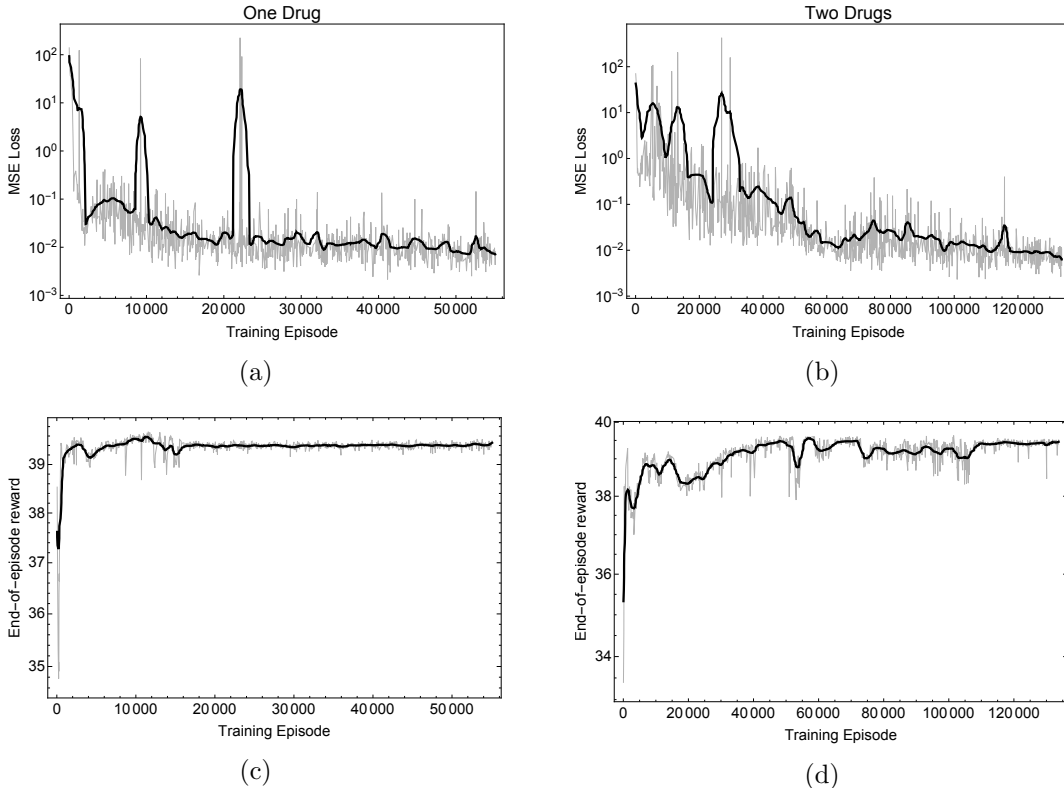 One Drug
MSE Loss
10² 10¹ 10⁰ 10⁻¹ 10⁻² 10⁻³
0 10000 20000 30000 40000 50000
Training Episode
(a)
Two Drugs
MSE Loss
10² 10¹ 10⁰ 10⁻¹ 10⁻² 10⁻³
0 20000 40000 60000 80000 100000 120000
Training Episode
(b)
End-of-episode reward
39 38 37 36 35
0 10000 20000 30000 40000 50000
Training Episode
(c)
End-of-episode reward
40 38 36 34
0 20000 40000 60000 80000 100000 120000
Training Episode
(d)